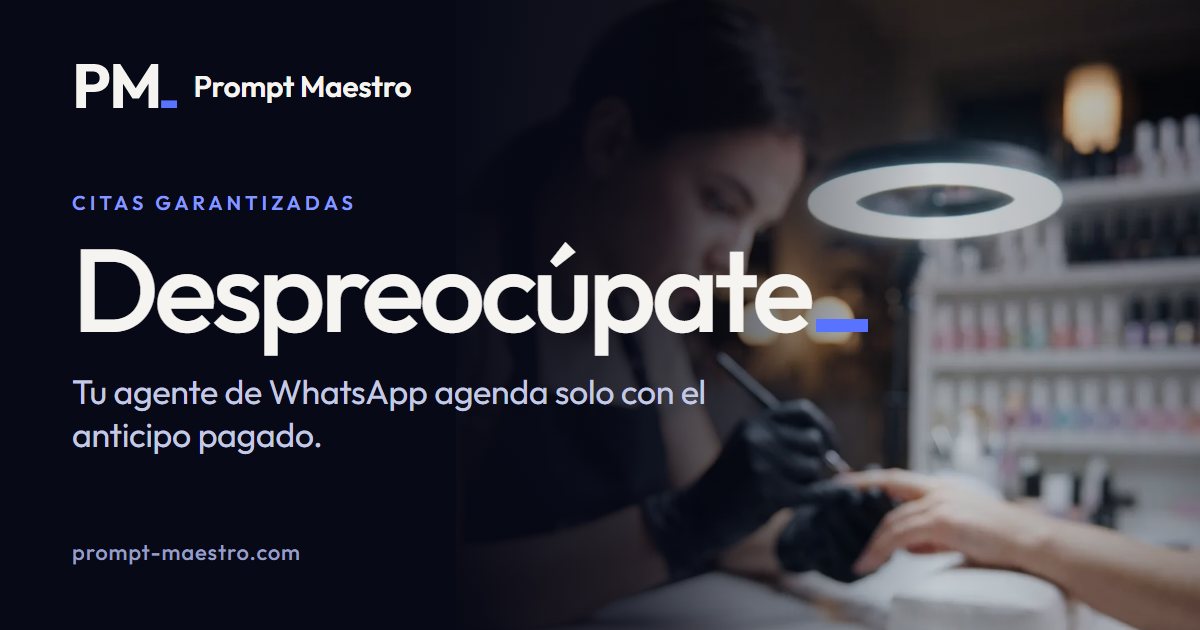 PM_ Prompt Maestro
CITAS GARANTIZADAS
Despreocúpate_
Tu agente de WhatsApp agenda solo con el
anticipo pagado.
prompt-maestro.com